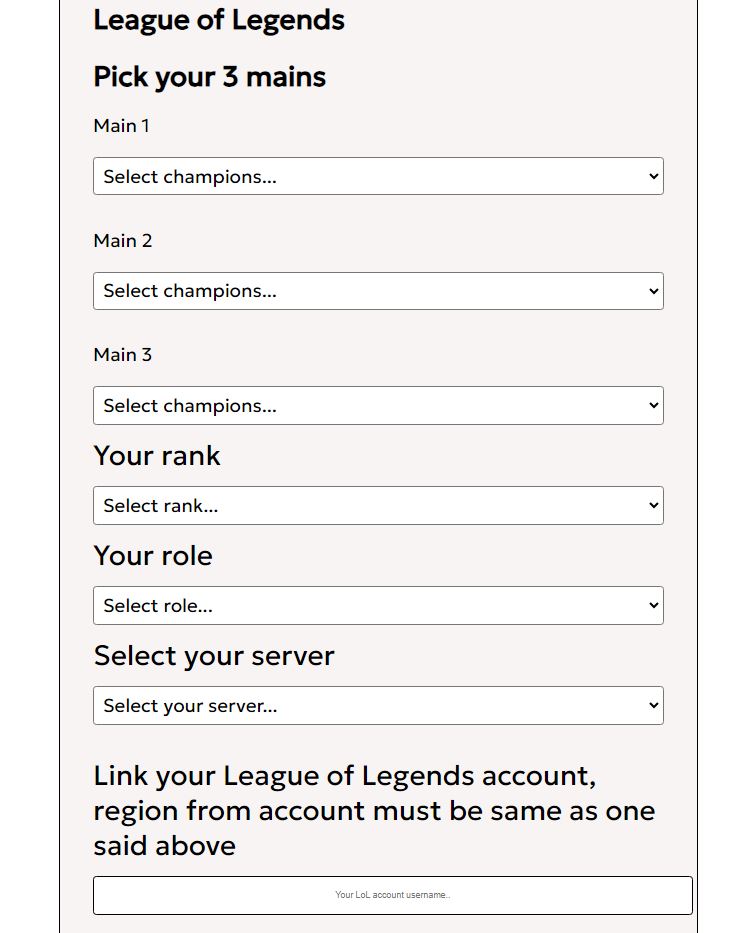 League of Legends
Pick your 3 mains
Main 1
Select champions...
Main 2
Select champions...
Main 3
Select champions...
Your rank
Select rank...
Your role
Select role...
Select your server
Select your server...
Link your League of Legends account,
region from account must be same as one
said above
Your LoL account username..